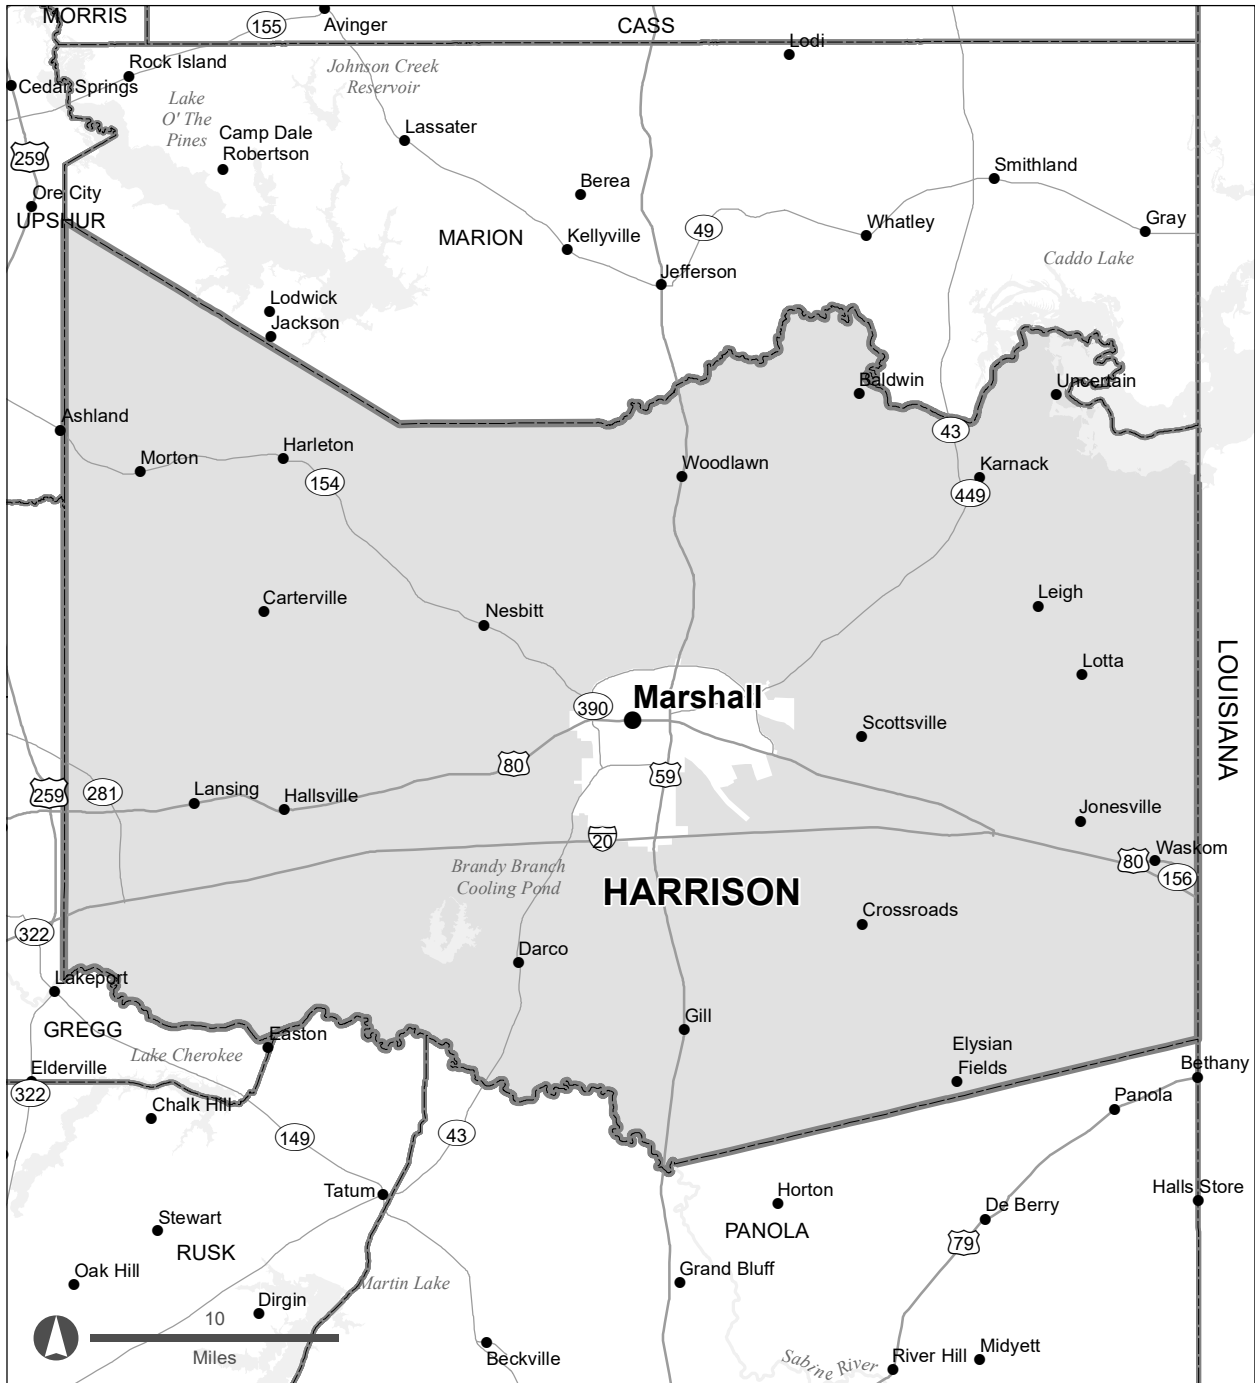 MORRIS
155
Avinger
CASS
Lodi
Rock Island
Johnson Creek
Reservoir
Cedar Springs
Lake
O' The
Pines
Camp Dale
Robertson
Lassater
259
Smithland
Berea
Ore City
UPSHUR
MARION
Kellyville
49
Whatley
Gray
Caddo Lake
Jefferson
Lodwick
Jackson
Baldwin
Uncertain
Ashland
43
Morton
Harleton
154
Woodlawn
Karnack
449
Carterville
Nesbitt
Leigh
Lotta
LOUISIANA
390
Marshall
Scottsville
80
59
259
281
Lansing
Hallsville
Jonesville
20
Waskom
80
156
Brandy Branch
Cooling Pond
HARRISON
Crossroads
322
Darco
Lakeport
Gill
GREGG
Easton
Elysian
Fields
Lake Cherokee
Elderville
Bethany
322
Panola
Chalk Hill
149
43
Tatum
Horton
Halls Store
De Berry
Stewart
PANOLA
RUSK
79
Oak Hill
Grand Bluff
Martin Lake
Dirgin
10
Miles
Beckville
Sabine River
River Hill
Midyett